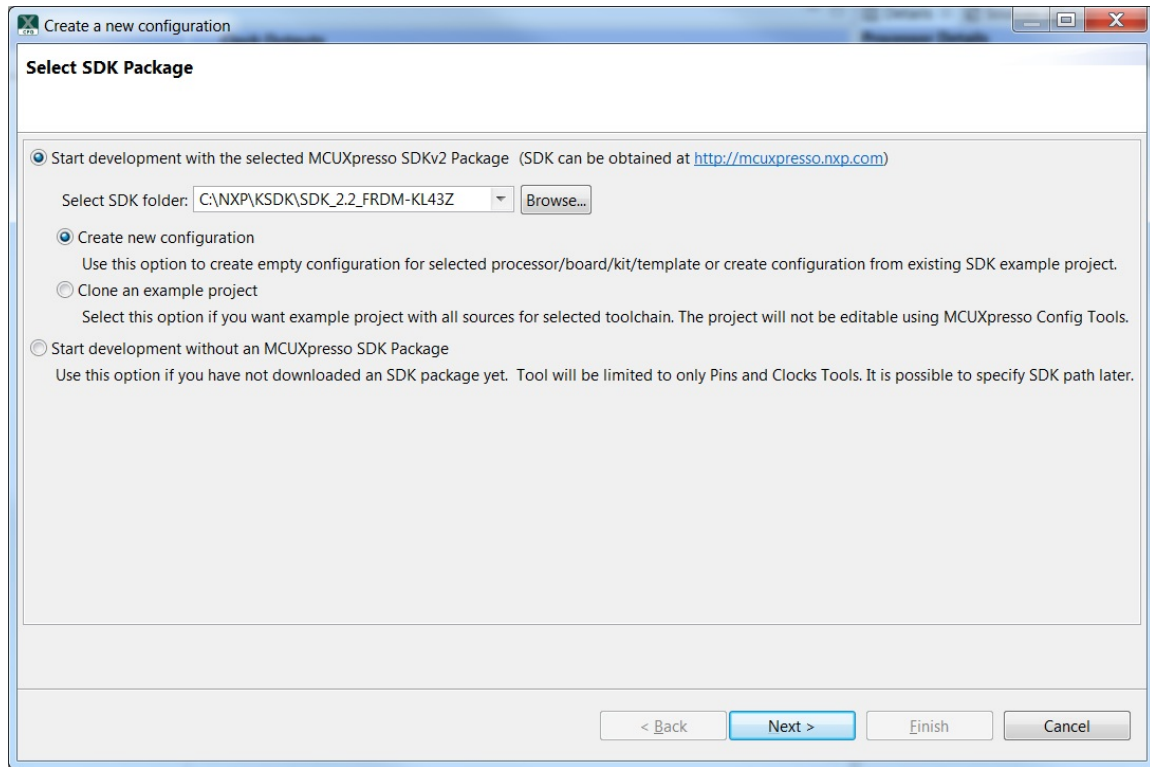 Create a new configuration
Select SDK Package
Start development with the selected MCUXpresso SDKv2 Package (SDK can be obtained at http://mcuxpresso.nxp.com)
Select SDK folder: C:\NXP\KSDK\SDK_2.2_FRDM-KL43Z Browse...
Create new configuration
Use this option to create empty configuration for selected processor/board/kit/template or create configuration from existing SDK example project.
Clone an example project
Select this option if you want example project with all sources for selected toolchain. The project will not be editable using MCUXpresso Config Tools.
Start development without an MCUXpresso SDK Package
Use this option if you have not downloaded an SDK package yet. Tool will be limited to only Pins and Clocks Tools. It is possible to specify SDK path later.
< Back Next > Finish Cancel